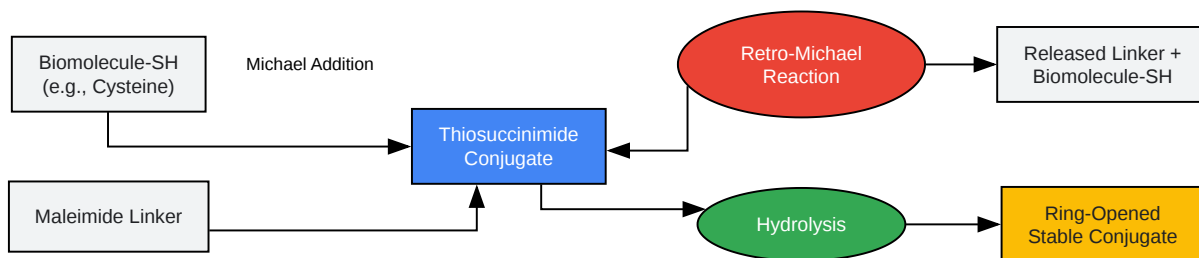 Biomolecule-SH
(e.g., Cysteine)
Michael Addition
Retro-Michael
Reaction
Released Linker +
Biomolecule-SH
Thiosuccinimide
Conjugate
Maleimide Linker
Hydrolysis
Ring-Opened
Stable Conjugate